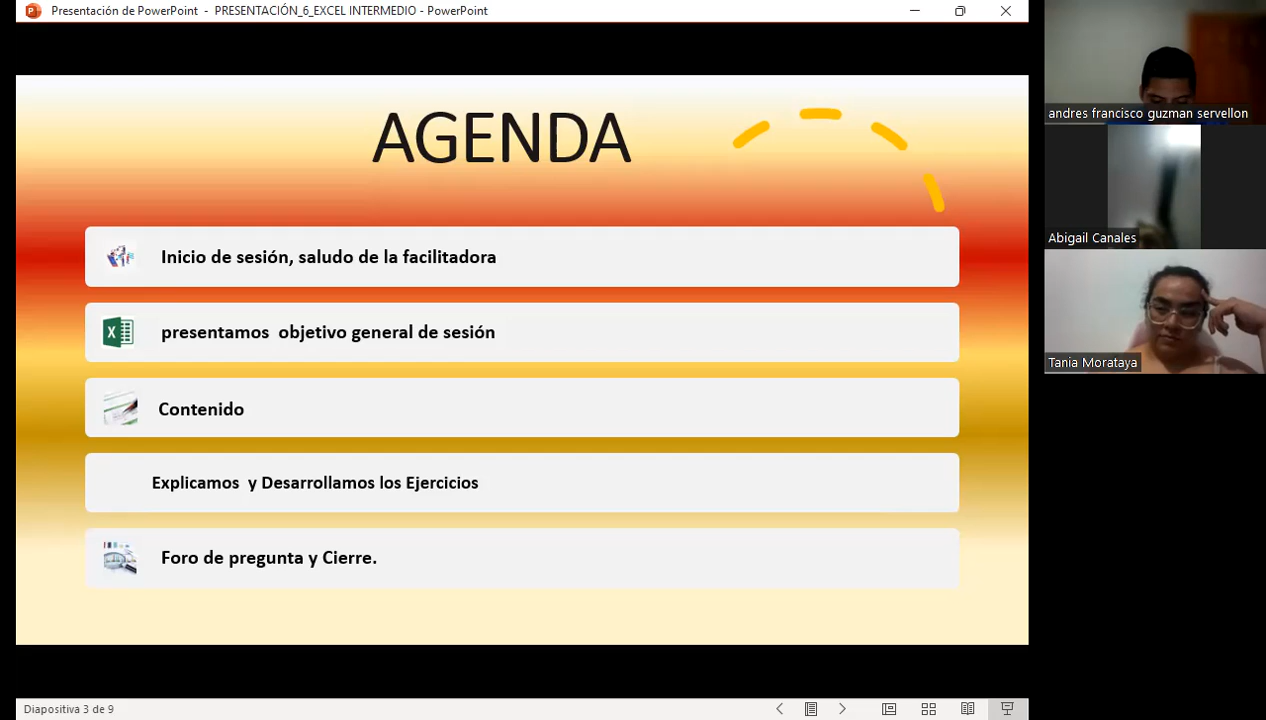 Presentación de PowerPoint - PRESENTACIÓN_6_EXCEL INTERMEDIO - PowerPoint
AGENDA
Inicio de sesión, saludo de la facilitadora
presentamos objetivo general de sesión
Contenido
Explicamos y Desarrollamos los Ejercicios
Foro de pregunta y Cierre.
Diapositiva 3 de 9
andres francisco guzman servellon
Abigail Canales
Tania Morataya